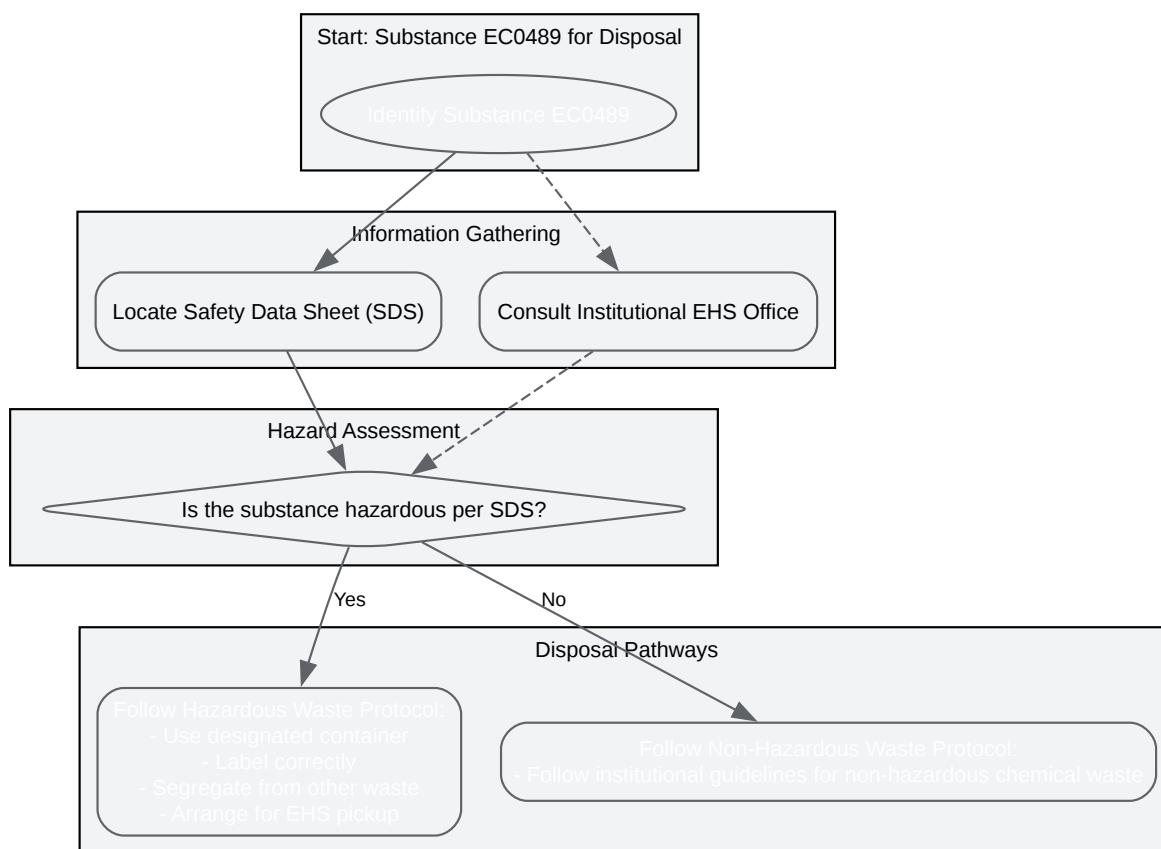 Start: Substance EC0489 for Disposal
Identify Substance EC0489
Information Gathering
Locate Safety Data Sheet (SDS)
Consult Institutional EHS Office
Hazard Assessment
Is the substance hazardous per SDS?
Yes
No
Disposal Pathways
Follow Hazardous Waste Protocol:
- Use designated container
- Label correctly
- Segregate from other waste
- Arrange for EHS pickup
Follow Non-Hazardous Waste Protocol:
- Follow institutional guidelines for non-hazardous chemical waste